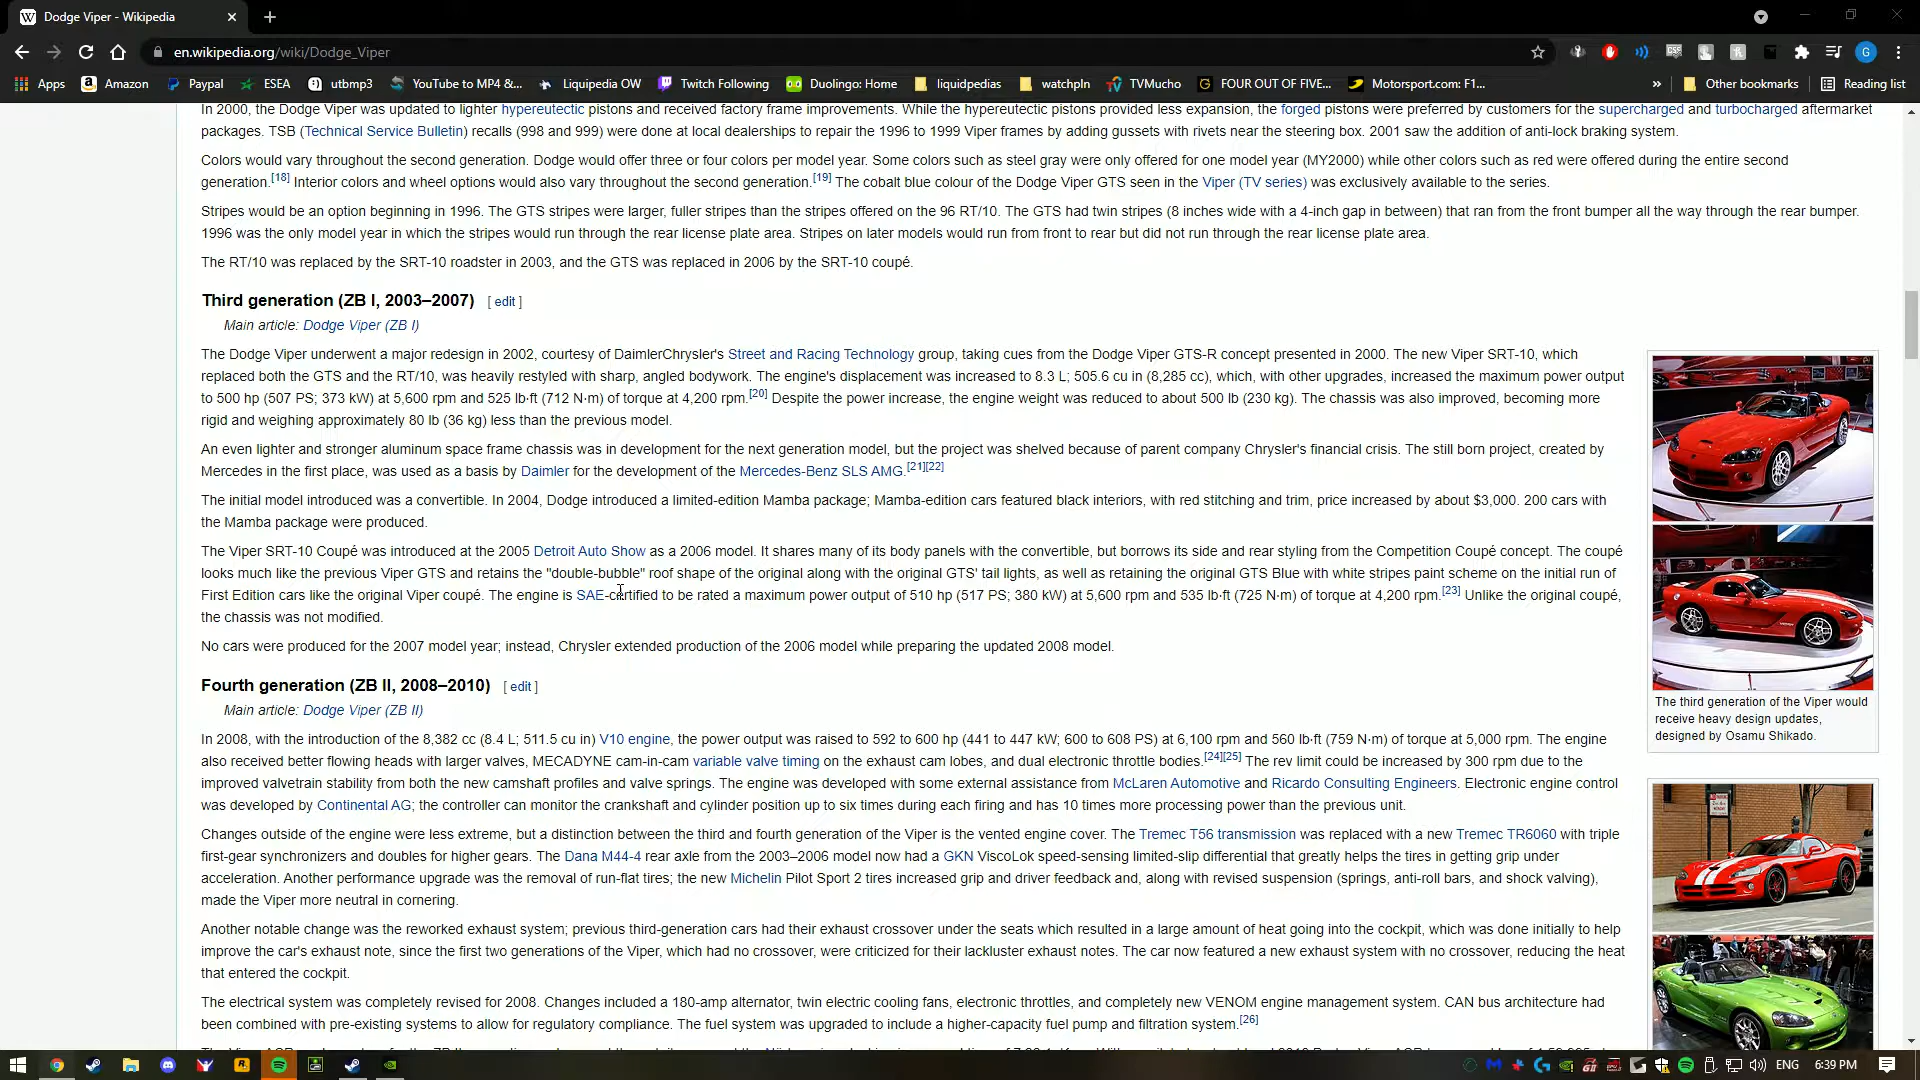 Dodge Viper - Wikipedia
en.wikipedia.org/wiki/Dodge_Viper
G
Apps
Amazon
Paypal
ESEA
utbmp3
YouTube to MP4 &...
Liquipedia OW
Twitch Following
Duolingo: Home
liquidpedias
watchpln
TVMucho
FOUR OUT OF FIVE...
Motorsport.com: F1...
»
Other bookmarks
Reading list
In 2000, the Dodge Viper was updated to lighter hypereutectic pistons and received factory frame improvements. While the hypereutectic pistons provided less expansion, the forged pistons were preferred by customers for the supercharged and turbocharged aftermarket
packages. TSB (Technical Service Bulletin) recalls (998 and 999) were done at local dealerships to repair the 1996 to 1999 Viper frames by adding gussets with rivets near the steering box. 2001 saw the addition of anti-lock braking system.
Colors would vary throughout the second generation. Dodge would offer three or four colors per model year. Some colors such as steel gray were only offered for one model year (MY2000) while other colors such as red were offered during the entire second
generation.[18] Interior colors and wheel options would also vary throughout the second generation.[19] The cobalt blue colour of the Dodge Viper GTS seen in the Viper (TV series) was exclusively available to the series.
Stripes would be an option beginning in 1996. The GTS stripes were larger, fuller stripes than the stripes offered on the 96 RT/10. The GTS had twin stripes (8 inches wide with a 4-inch gap in between) that ran from the front bumper all the way through the rear bumper.
1996 was the only model year in which the stripes would run through the rear license plate area. Stripes on later models would run from front to rear but did not run through the rear license plate area.
The RT/10 was replaced by the SRT-10 roadster in 2003, and the GTS was replaced in 2006 by the SRT-10 coupé.
Third generation (ZB I, 2003–2007) [ edit ]
Main article: Dodge Viper (ZB I)
The Dodge Viper underwent a major redesign in 2002, courtesy of DaimlerChrysler's Street and Racing Technology group, taking cues from the Dodge Viper GTS-R concept presented in 2000. The new Viper SRT-10, which
replaced both the GTS and the RT/10, was heavily restyled with sharp, angled bodywork. The engine's displacement was increased to 8.3 L; 505.6 cu in (8,285 cc), which, with other upgrades, increased the maximum power output
to 500 hp (507 PS; 373 kW) at 5,600 rpm and 525 lb⋅ft (712 N⋅m) of torque at 4,200 rpm.[20] Despite the power increase, the engine weight was reduced to about 500 lb (230 kg). The chassis was also improved, becoming more
rigid and weighing approximately 80 lb (36 kg) less than the previous model.
An even lighter and stronger aluminum space frame chassis was in development for the next generation model, but the project was shelved because of parent company Chrysler's financial crisis. The still born project, created by
Mercedes in the first place, was used as a basis by Daimler for the development of the Mercedes-Benz SLS AMG.[21][22]
The initial model introduced was a convertible. In 2004, Dodge introduced a limited-edition Mamba package; Mamba-edition cars featured black interiors, with red stitching and trim, price increased by about $3,000. 200 cars with
the Mamba package were produced.
The Viper SRT-10 Coupé was introduced at the 2005 Detroit Auto Show as a 2006 model. It shares many of its body panels with the convertible, but borrows its side and rear styling from the Competition Coupé concept. The coupé
looks much like the previous Viper GTS and retains the "double-bubble" roof shape of the original along with the original GTS' tail lights, as well as retaining the original GTS Blue with white stripes paint scheme on the initial run of
First Edition cars like the original Viper coupé. The engine is SAE-certified to be rated a maximum power output of 510 hp (517 PS; 380 kW) at 5,600 rpm and 535 lb⋅ft (725 N⋅m) of torque at 4,200 rpm.[23] Unlike the original coupé,
the chassis was not modified.
No cars were produced for the 2007 model year; instead, Chrysler extended production of the 2006 model while preparing the updated 2008 model.
The third generation of the Viper would
receive heavy design updates,
designed by Osamu Shikado.
Fourth generation (ZB II, 2008–2010) [ edit ]
Main article: Dodge Viper (ZB II)
In 2008, with the introduction of the 8,382 cc (8.4 L; 511.5 cu in) V10 engine, the power output was raised to 592 to 600 hp (441 to 447 kW; 600 to 608 PS) at 6,100 rpm and 560 lb⋅ft (759 N⋅m) of torque at 5,000 rpm. The engine
also received better flowing heads with larger valves, MECADYNE cam-in-cam variable valve timing on the exhaust cam lobes, and dual electronic throttle bodies.[24][25] The rev limit could be increased by 300 rpm due to the
improved valvetrain stability from both the new camshaft profiles and valve springs. The engine was developed with some external assistance from McLaren Automotive and Ricardo Consulting Engineers. Electronic engine control
was developed by Continental AG; the controller can monitor the crankshaft and cylinder position up to six times during each firing and has 10 times more processing power than the previous unit.
Changes outside of the engine were less extreme, but a distinction between the third and fourth generation of the Viper is the vented engine cover. The Tremec T56 transmission was replaced with a new Tremec TR6060 with triple
first-gear synchronizers and doubles for higher gears. The Dana M44-4 rear axle from the 2003–2006 model now had a GKN ViscoLok speed-sensing limited-slip differential that greatly helps the tires in getting grip under
acceleration. Another performance upgrade was the removal of run-flat tires; the new Michelin Pilot Sport 2 tires increased grip and driver feedback and, along with revised suspension (springs, anti-roll bars, and shock valving),
made the Viper more neutral in cornering.
Another notable change was the reworked exhaust system; previous third-generation cars had their exhaust crossover under the seats which resulted in a large amount of heat going into the cockpit, which was done initially to help
improve the car's exhaust note, since the first two generations of the Viper, which had no crossover, were criticized for their lackluster exhaust notes. The car now featured a new exhaust system with no crossover, reducing the heat
that entered the cockpit.
The electrical system was completely revised for 2008. Changes included a 180-amp alternator, twin electric cooling fans, electronic throttles, and completely new VENOM engine management system. CAN bus architecture had
been combined with pre-existing systems to allow for regulatory compliance. The fuel system was upgraded to include a higher-capacity fuel pump and filtration system.[26]
ENG
6:39 PM